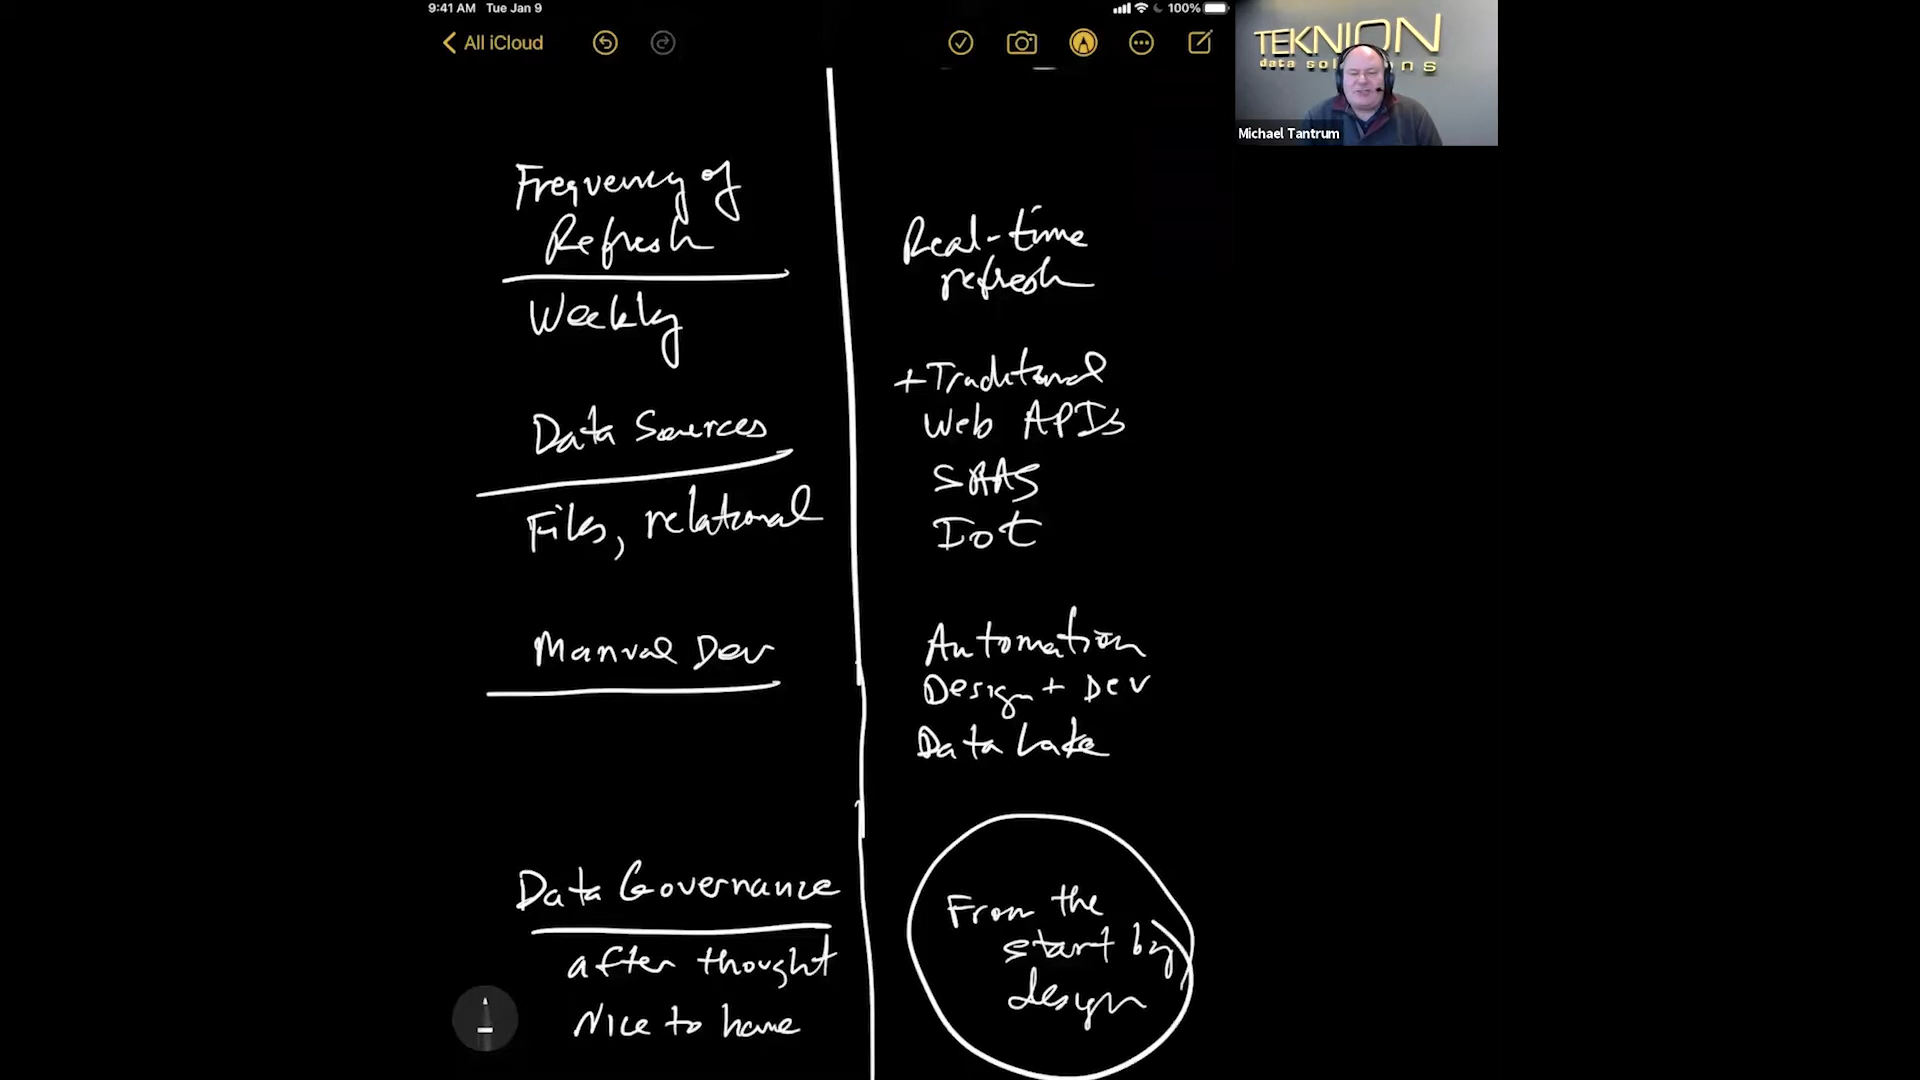 9:41 AM Tue Jan 9
100%
All iCloud
TEKNION
data solutions
Michael Tantrum
Frequency of
Refresh
Weekly
Real-time
refresh
Data Sources
Files, relational
+ Traditional
Web APIs
SAAS
IoT
Manual Dev
Automation
Design + Dev
Data Lake
Data Governance
after thought
Nice to have
From the
start by
design